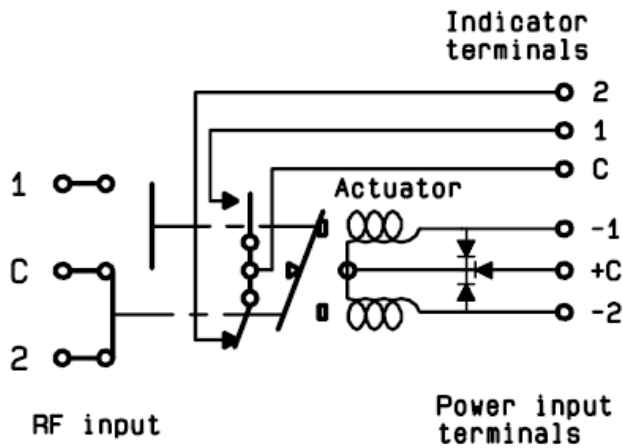 Indicator
terminals
2
1
C
1
Actuator
-1
C
+C
-2
2
RF input
Power input
terminals